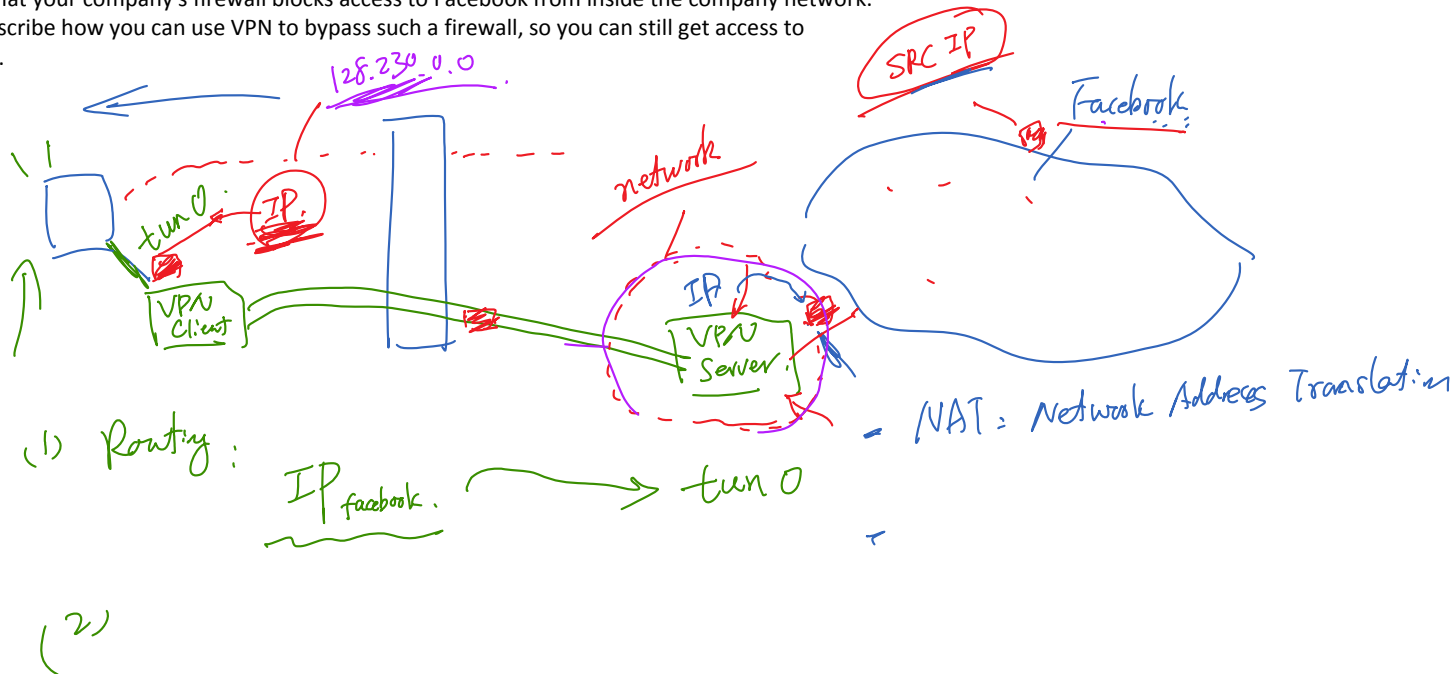 hat your company's firewall blocks access to Facebook from inside the company network.
scribe how you can use VPN to bypass such a firewall, so you can still get access to
.
128.230.0.0
SRC IP
Facebook
network
tun0
IP
VPN
Client
IP
VPN
Server
NAT: Network Address Translation
(1) Routing:
IP facebook. tun0
(2)